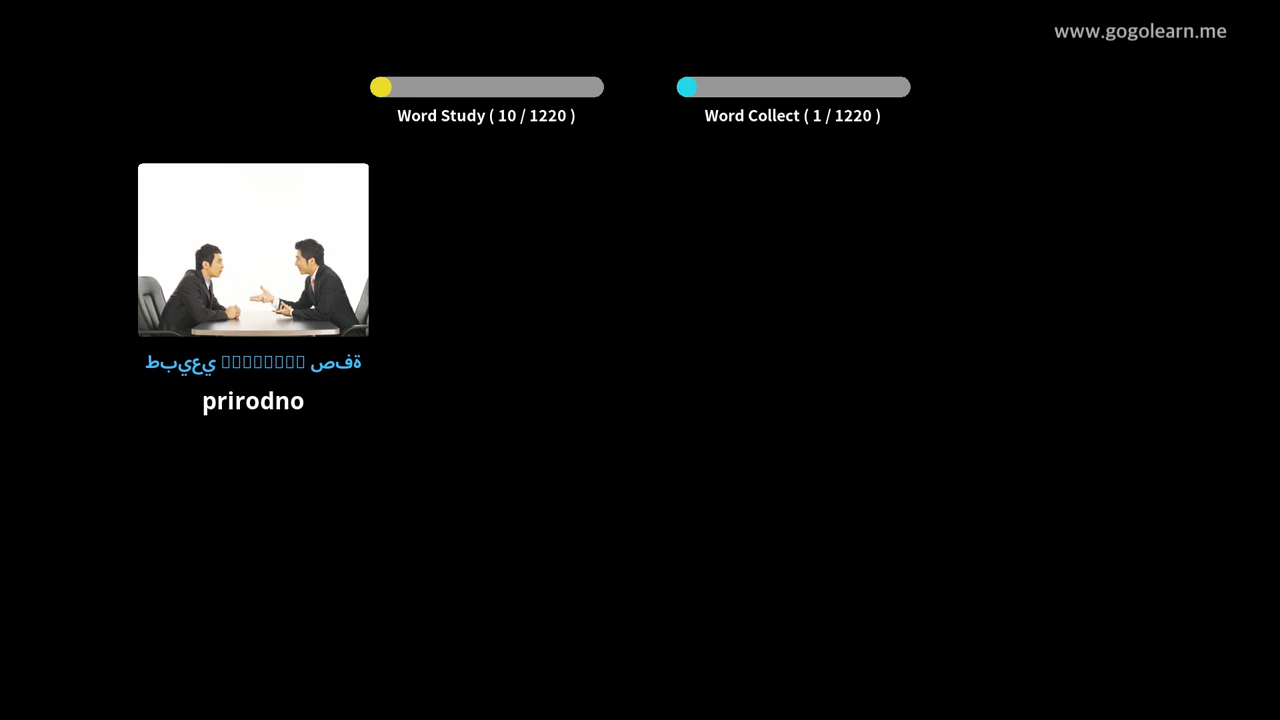 www.gogolearn.me
Word Study ( 10 / 1220 )
Word Collect ( 1 / 1220 )
طبيعي صفة
prirodno